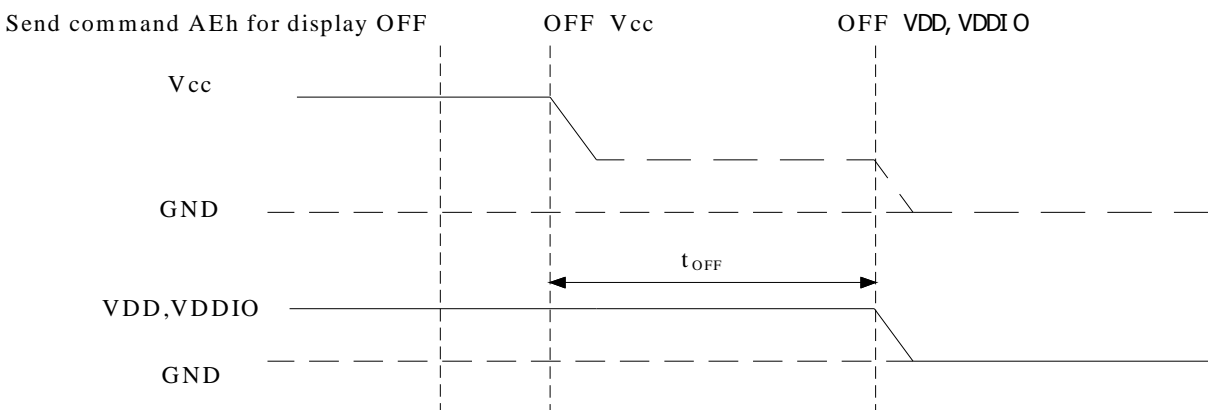 Send command AEh for display OFF
OFF Vcc
OFF VDD, VDDIO
Vcc
GND
tOFF
VDD,VDDIO
GND